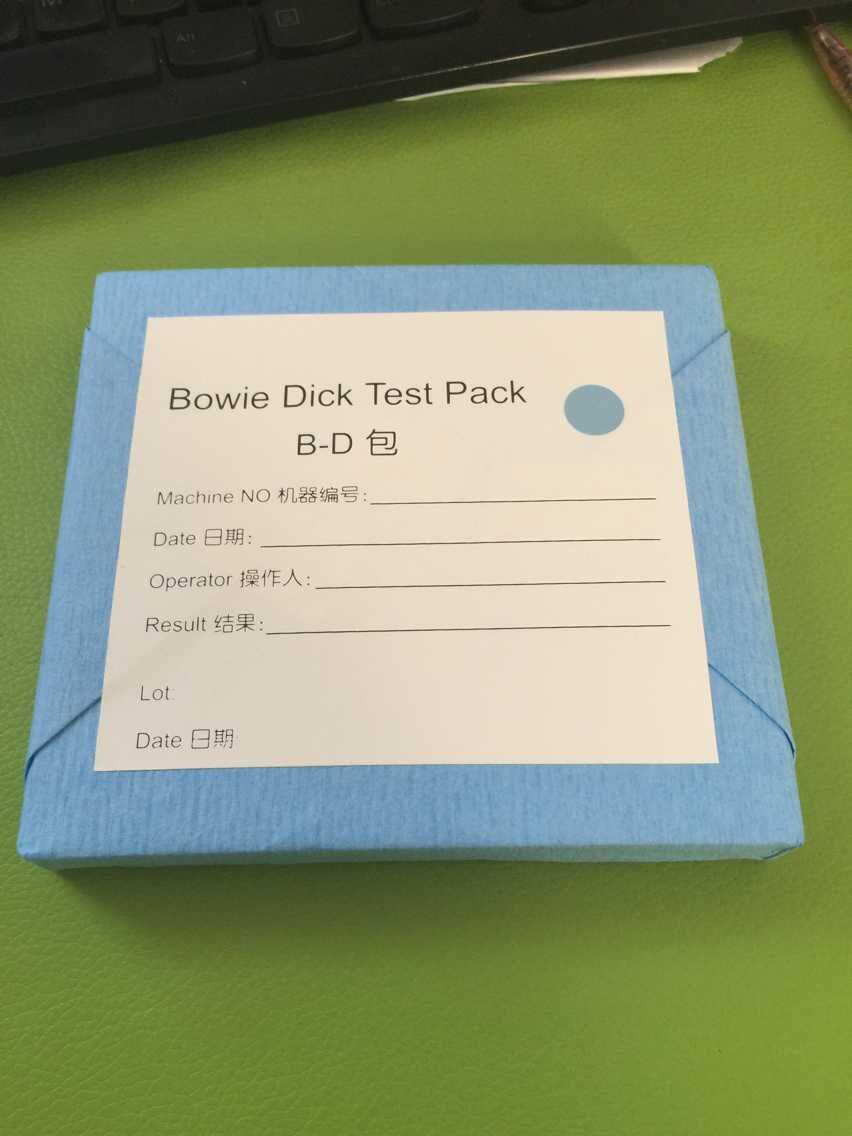 Alt
Bowie Dick Test Pack
B-D 包
Machine NO 机器编号:
Date 日期:
Operator 操作人:
Result 结果:
Lot:
Date 日期: